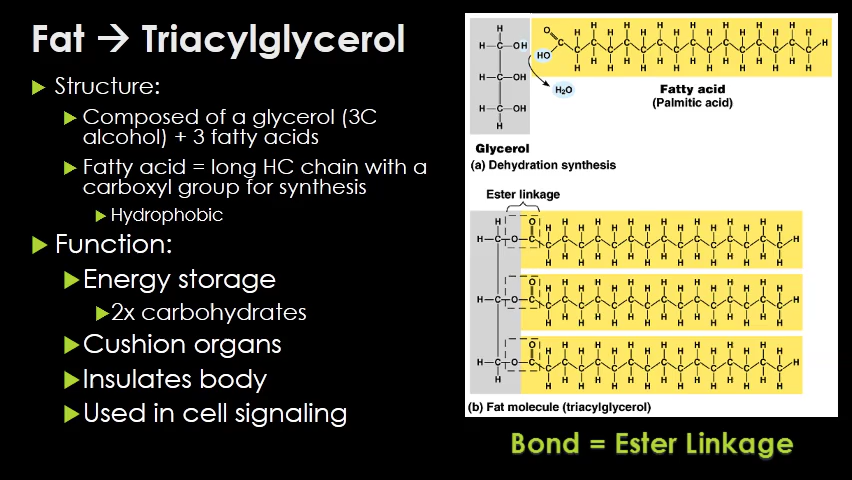 Fat → Triacylglycerol
Structure:
Composed of a glycerol (3C
alcohol) + 3 fatty acids
Fatty acid = long HC chain with a
carboxyl group for synthesis
Hydrophobic
Function:
Energy storage
2x carbohydrates
Cushion organs
Insulates body
Used in cell signaling
H
H C OH
H C OH
H C OH
H
O
HO
C
H H H H H H H H H H H H H H H
C C C C C C C C C C C C C C C H
H H H H H H H H H H H H H H H
H₂O
Fatty acid
(Palmitic acid)
Glycerol
(a) Dehydration synthesis
Ester linkage
H O H H H H H H H
H C O C C C C C C C C C C C C C C C C H
H H H H H H H H
O H H H H H H H
H C O C C C C C C C C C C C C C C C C H
H H H H H H H H
O H H H H H H H
H C O C C C C C C C C C C C C C C C C H
H H H H H H H H H
(b) Fat molecule (triacylglycerol)
Bond = Ester Linkage